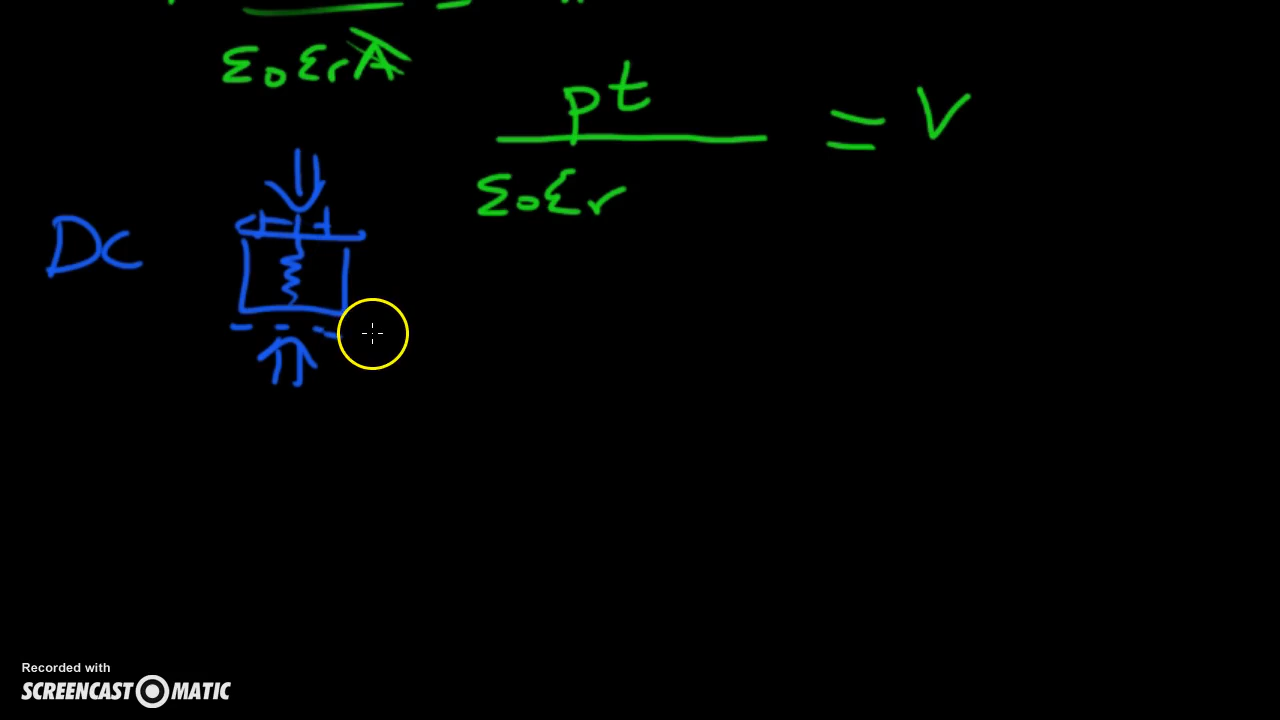 ε₀εrA
pt
= V
ε₀εr
DC
Recorded with
SCREENCAST MATIC